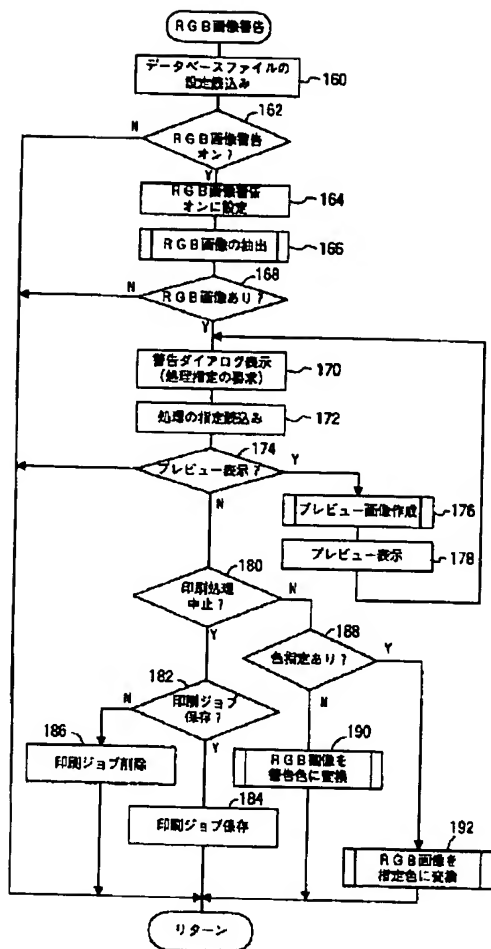 RGB画像警告
データベースファイルの
設定読込み
160
162
N
RGB画像警告
オン?
Y
RGB画像警告
オンに設定
164
RGB画像の抽出
166
168
N
RGB画像あり?
Y
警告ダイアログ表示
(処理指定の要求)
170
処理の指定読込み
172
174
プレビュー表示?
Y
N
プレビュー画像作成
176
プレビュー表示
178
180
印刷処理
中止?
N
Y
188
色指定あり?
Y
N
182
N
印刷ジョブ
保存?
Y
186
印刷ジョブ削除
190
RGB画像を
警告色に変換
184
印刷ジョブ保存
192
RGB画像を
指定色に変換
リターン